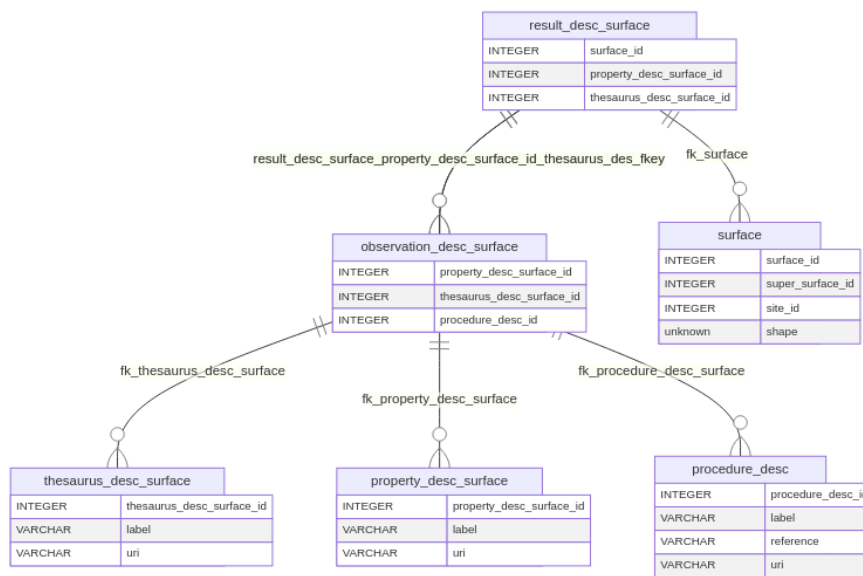 result_desc_surface
INTEGER surface_id
INTEGER property_desc_surface_id
INTEGER thesaurus_desc_surface_id
result_desc_surface_property_desc_surface_id_thesaurus_des_fkey
fk_surface
observation_desc_surface
INTEGER property_desc_surface_id
INTEGER thesaurus_desc_surface_id
INTEGER procedure_desc_id
surface
INTEGER surface_id
INTEGER super_surface_id
INTEGER site_id
unknown shape
fk_thesaurus_desc_surface
fk_property_desc_surface
fk_procedure_desc_surface
thesaurus_desc_surface
INTEGER thesaurus_desc_surface_id
VARCHAR label
VARCHAR uri
property_desc_surface
INTEGER property_desc_surface_id
VARCHAR label
VARCHAR uri
procedure_desc
INTEGER procedure_desc_i
VARCHAR label
VARCHAR reference
VARCHAR uri